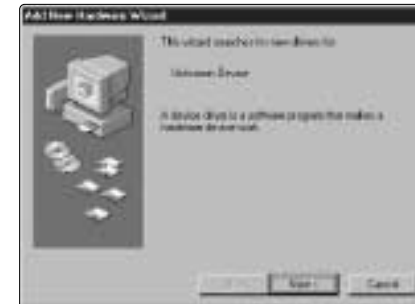 Add New Hardware Wizard
This wizard searches for new drivers for:
Unknown Device
A device driver is a software program that makes a
hardware device work.
Next >
Cancel